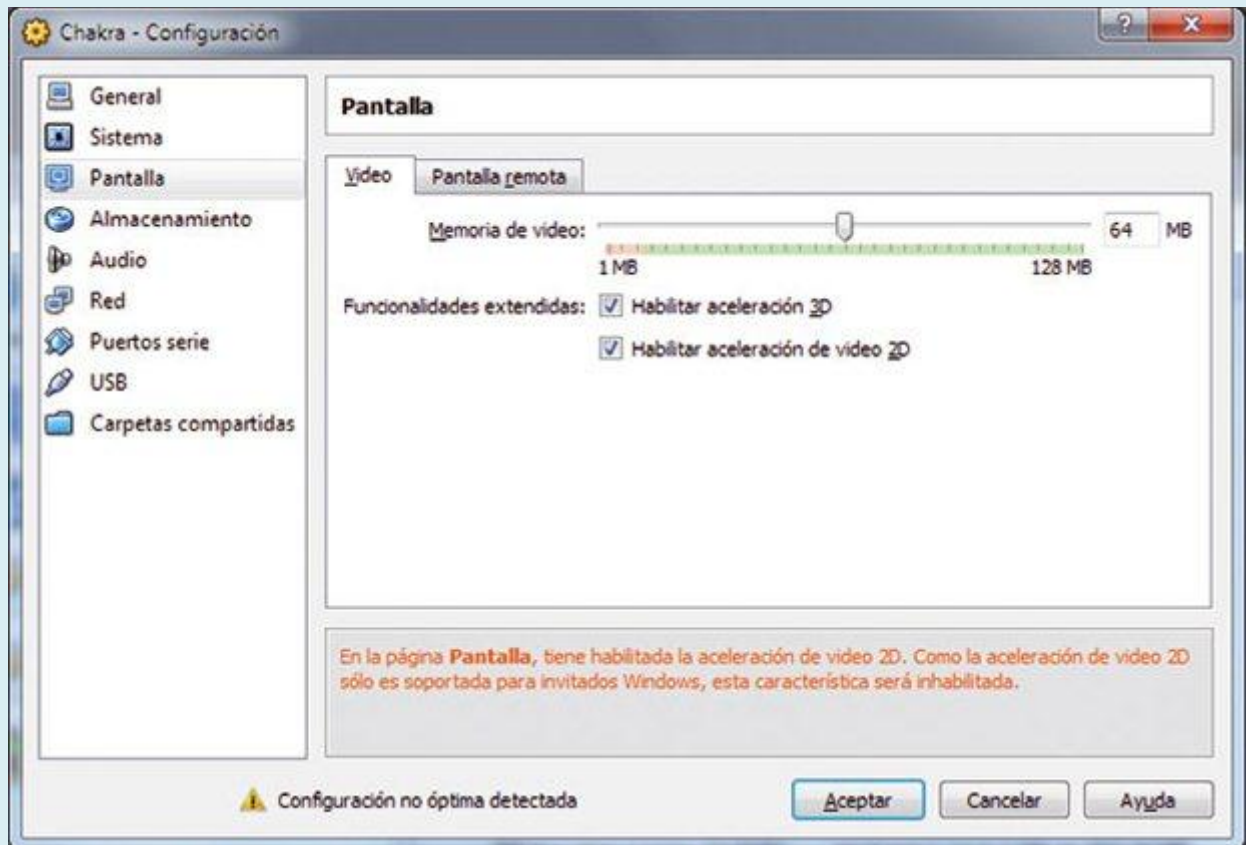 Chakra - Configuración
General
Sistema
Pantalla
Almacenamiento
Audio
Red
Puertos serie
USB
Carpetas compartidas
Pantalla
Video
Pantalla remota
Memoria de video:
64 MB
1 MB
128 MB
Funcionalidades extendidas:
Habilitar aceleración 3D
Habilitar aceleración de video 2D
En la página Pantalla, tiene habilitada la aceleración de video 2D. Como la aceleración de video 2D
sólo es soportada para invitados Windows, esta característica será inhabilitada.
Configuración no óptima detectada
Aceptar
Cancelar
Ayuda